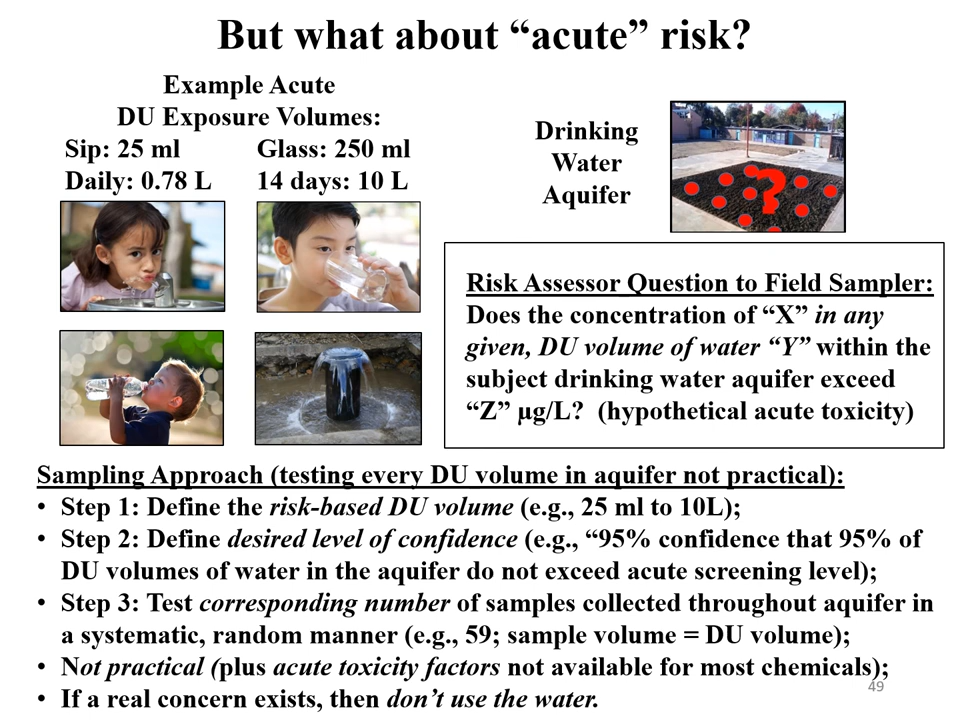 But what about “acute” risk?
Example Acute
DU Exposure Volumes:
Sip: 25 ml Glass: 250 ml
Daily: 0.78 L 14 days: 10 L
Drinking
Water
Aquifer
?
Risk Assessor Question to Field Sampler:
Does the concentration of “X” in any
given, DU volume of water “Y” within the
subject drinking water aquifer exceed
“Z” µg/L? (hypothetical acute toxicity)
Sampling Approach (testing every DU volume in aquifer not practical):
• Step 1: Define the risk-based DU volume (e.g., 25 ml to 10L);
• Step 2: Define desired level of confidence (e.g., “95% confidence that 95% of
DU volumes of water in the aquifer do not exceed acute screening level);
• Step 3: Test corresponding number of samples collected throughout aquifer in
a systematic, random manner (e.g., 59; sample volume = DU volume);
• Not practical (plus acute toxicity factors not available for most chemicals);
• If a real concern exists, then don’t use the water.
49